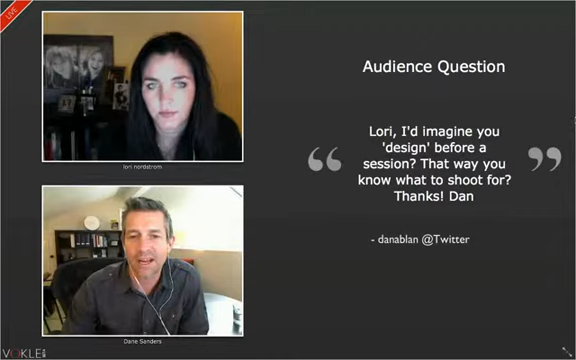 LIVE
Audience Question
Lori, I'd imagine you
'design' before a
session? That way you
know what to shoot for?
Thanks! Dan
- danablan @Twitter
lori nordstrom
Dane Sanders
VOKLE